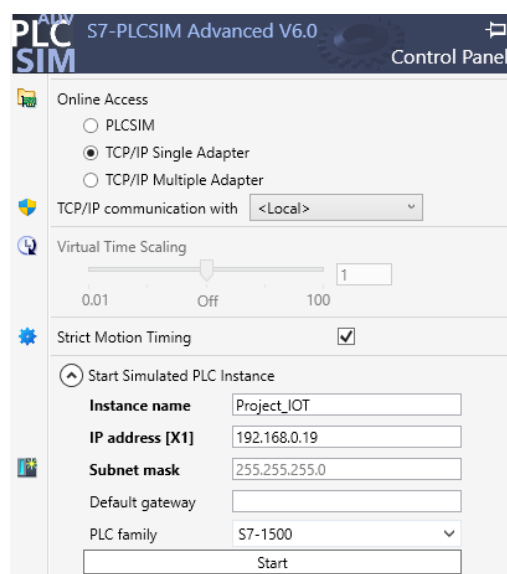 ADV
PLC S7-PLCSIM Advanced V6.0
SIM Control Panel
Online Access
PLCSIM
TCP/IP Single Adapter
TCP/IP Multiple Adapter
TCP/IP communication with <Local>
Virtual Time Scaling
1
0.01 Off 100
Strict Motion Timing
Start Simulated PLC Instance
Instance name Project_IOT
IP address [X1] 192.168.0.19
Subnet mask 255.255.255.0
Default gateway
PLC family S7-1500
Start